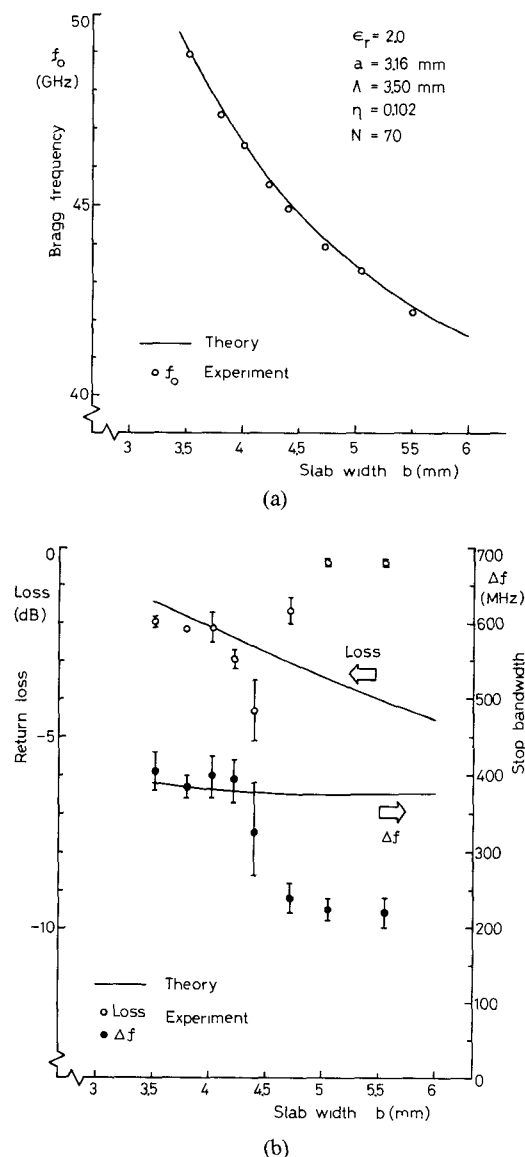 50
f₀
(GHz)
Bragg frequency
45
40
ϵr = 2.0
a = 3.16 mm
Λ = 3.50 mm
η = 0.102
N = 70
Theory
f₀ Experiment
3 3.5 4 4.5 5 5.5 6
Slab width b (mm)
(a)
0
Loss
(dB)
Return loss
-5
-10
700
Δf
(MHz)
600
500
400
300
200
100
0
Stop bandwidth
Loss
Δf
Theory
Loss Experiment
Δf
3 3.5 4 4.5 5 5.5 6
Slab width b (mm)
(b)